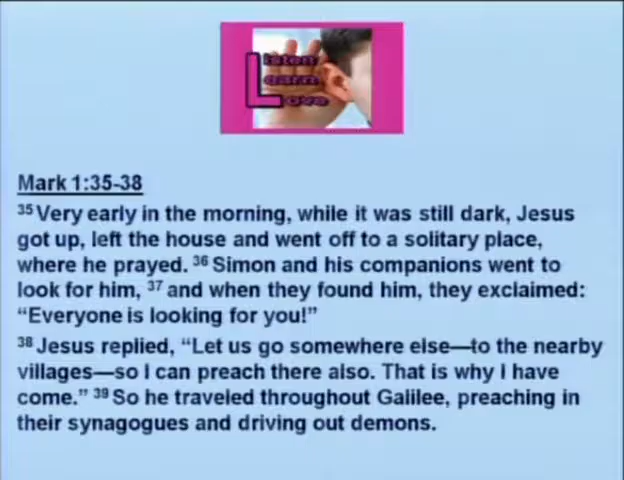 Listen
Learn
Love
Mark 1:35-38
35 Very early in the morning, while it was still dark, Jesus
got up, left the house and went off to a solitary place,
where he prayed. 36 Simon and his companions went to
look for him, 37 and when they found him, they exclaimed:
“Everyone is looking for you!”
38 Jesus replied, “Let us go somewhere else—to the nearby
villages—so I can preach there also. That is why I have
come.” 39 So he traveled throughout Galilee, preaching in
their synagogues and driving out demons.